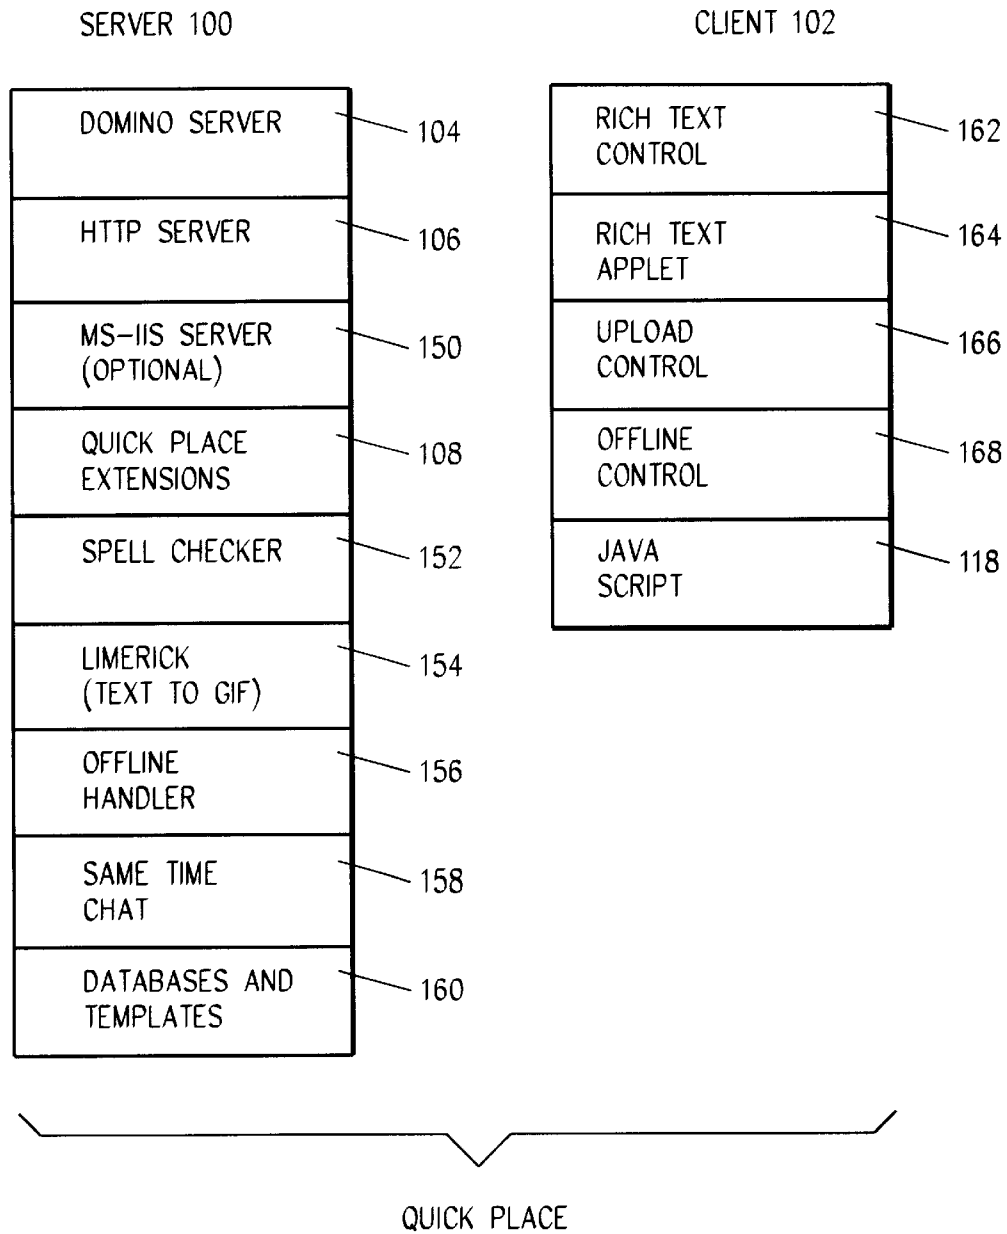 SERVER 100
DOMINO SERVER
104
HTTP SERVER
106
MS-IIS SERVER
(OPTIONAL)
150
QUICK PLACE
EXTENSIONS
108
SPELL CHECKER
152
LIMERICK
(TEXT TO GIF)
154
OFFLINE
HANDLER
156
SAME TIME
CHAT
158
DATABASES AND
TEMPLATES
160
CLIENT 102
RICH TEXT
CONTROL
162
RICH TEXT
APPLET
164
UPLOAD
CONTROL
166
OFFLINE
CONTROL
168
JAVA
SCRIPT
118
QUICK PLACE